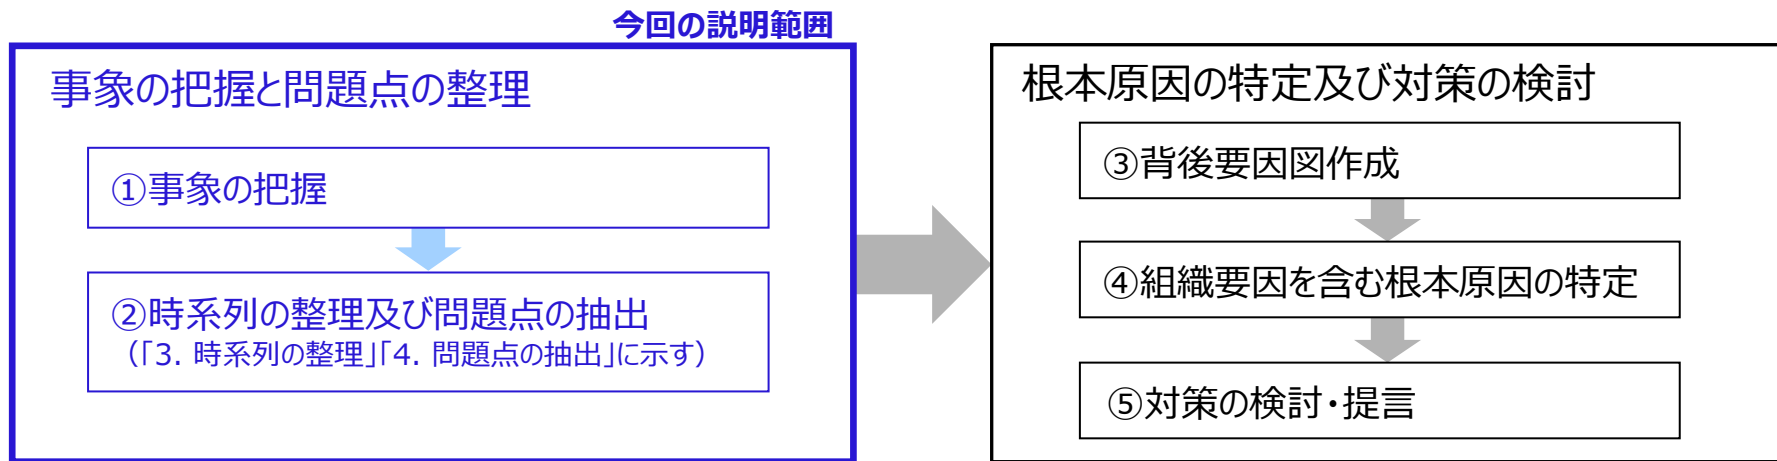 今回の説明範囲
事象の把握と問題点の整理
①事象の把握
②時系列の整理及び問題点の抽出
（「3. 時系列の整理」「4. 問題点の抽出」に示す）
根本原因の特定及び対策の検討
③背後要因図作成
④組織要因を含む根本原因の特定
⑤対策の検討・提言